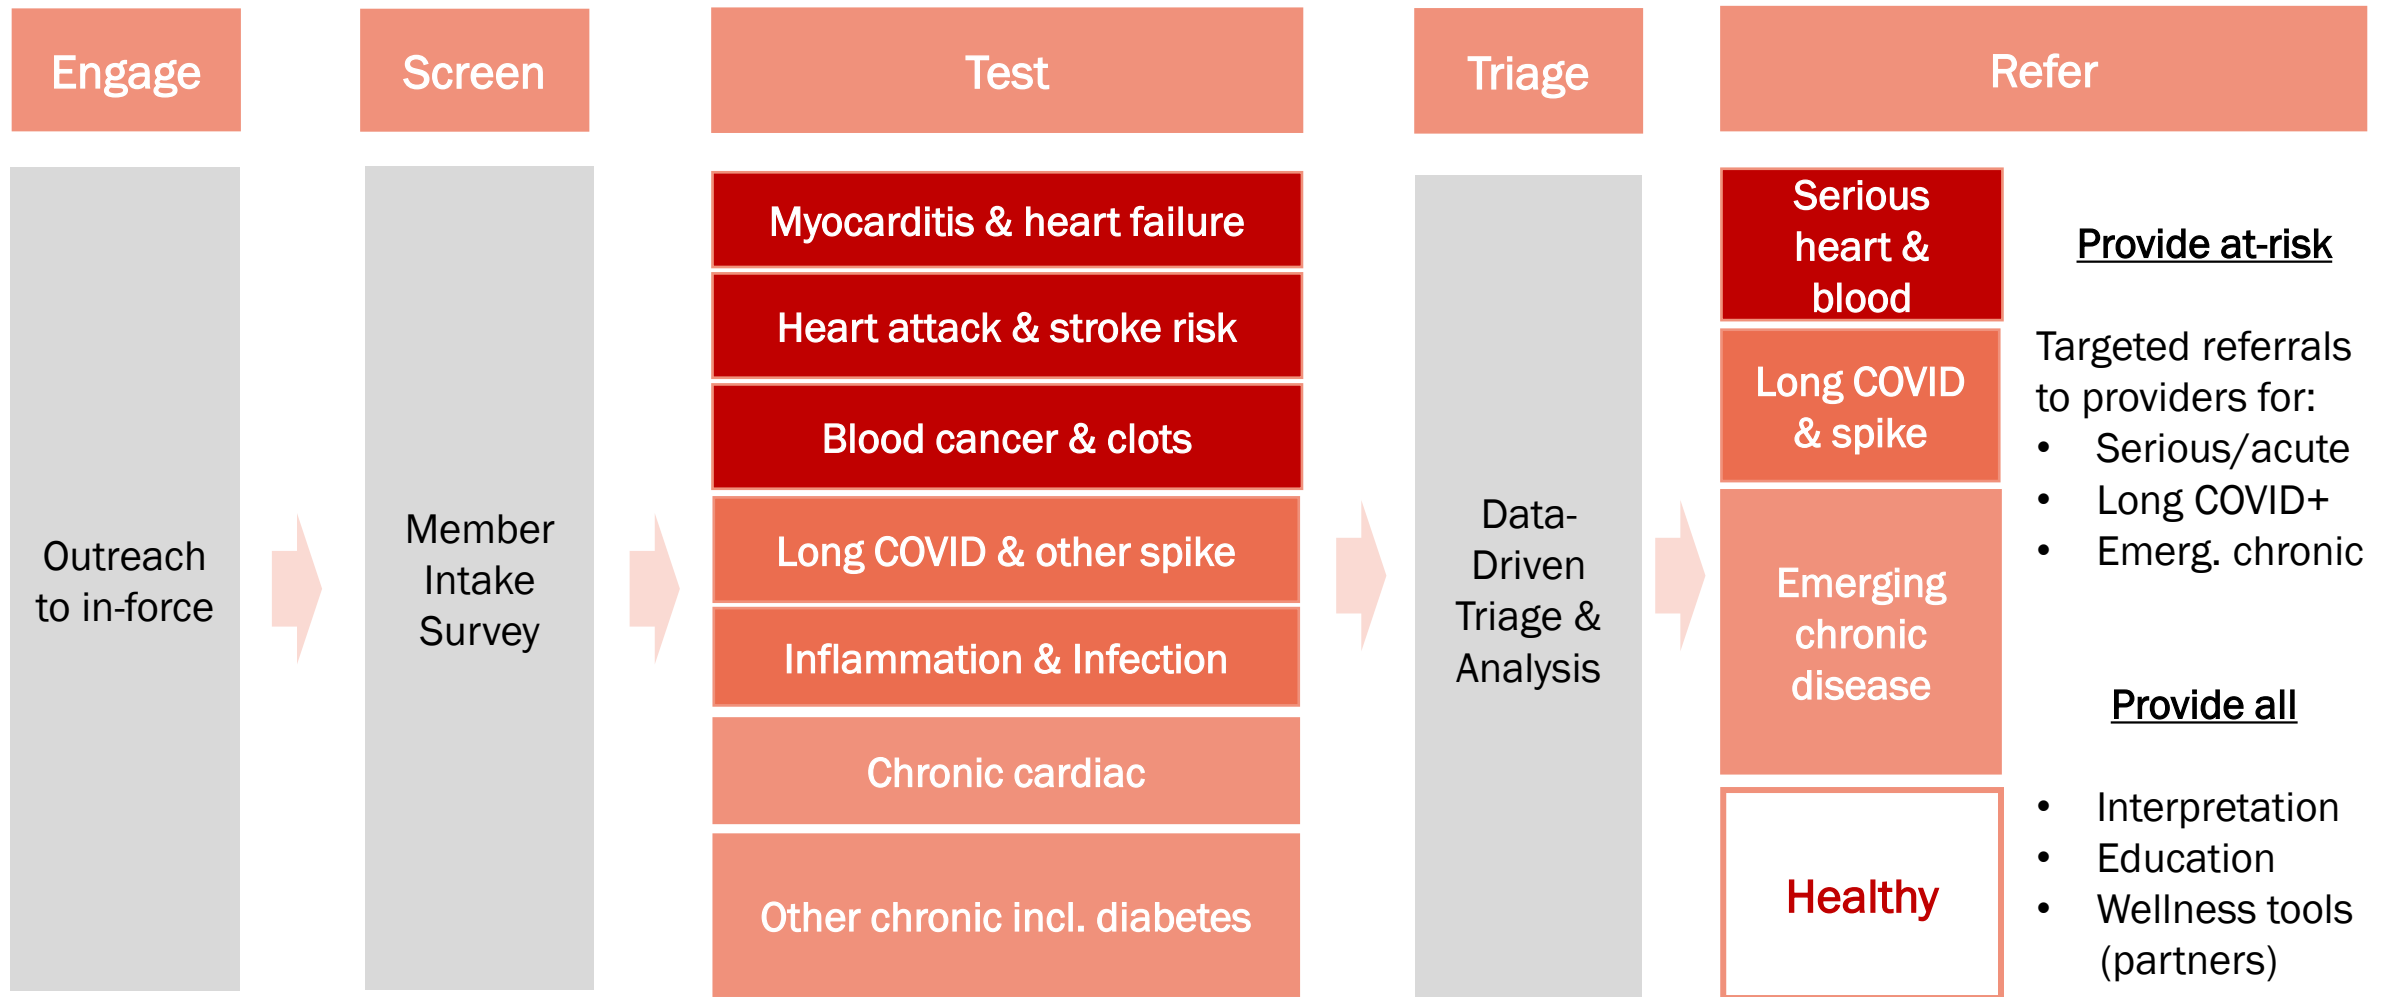 Engage
Screen
Test
Triage
Refer
Outreach
to in-force
Member
Intake
Survey
Myocarditis & heart failure
Heart attack & stroke risk
Blood cancer & clots
Long COVID & other spike
Inflammation & Infection
Chronic cardiac
Other chronic incl. diabetes
Data-
Driven
Triage &
Analysis
Serious
heart &
blood
Long COVID
& spike
Emerging
chronic
disease
Healthy
Provide at-risk
Targeted referrals
to providers for:
• Serious/acute
• Long COVID+
• Emerg. chronic
Provide all
• Interpretation
• Education
• Wellness tools
(partners)